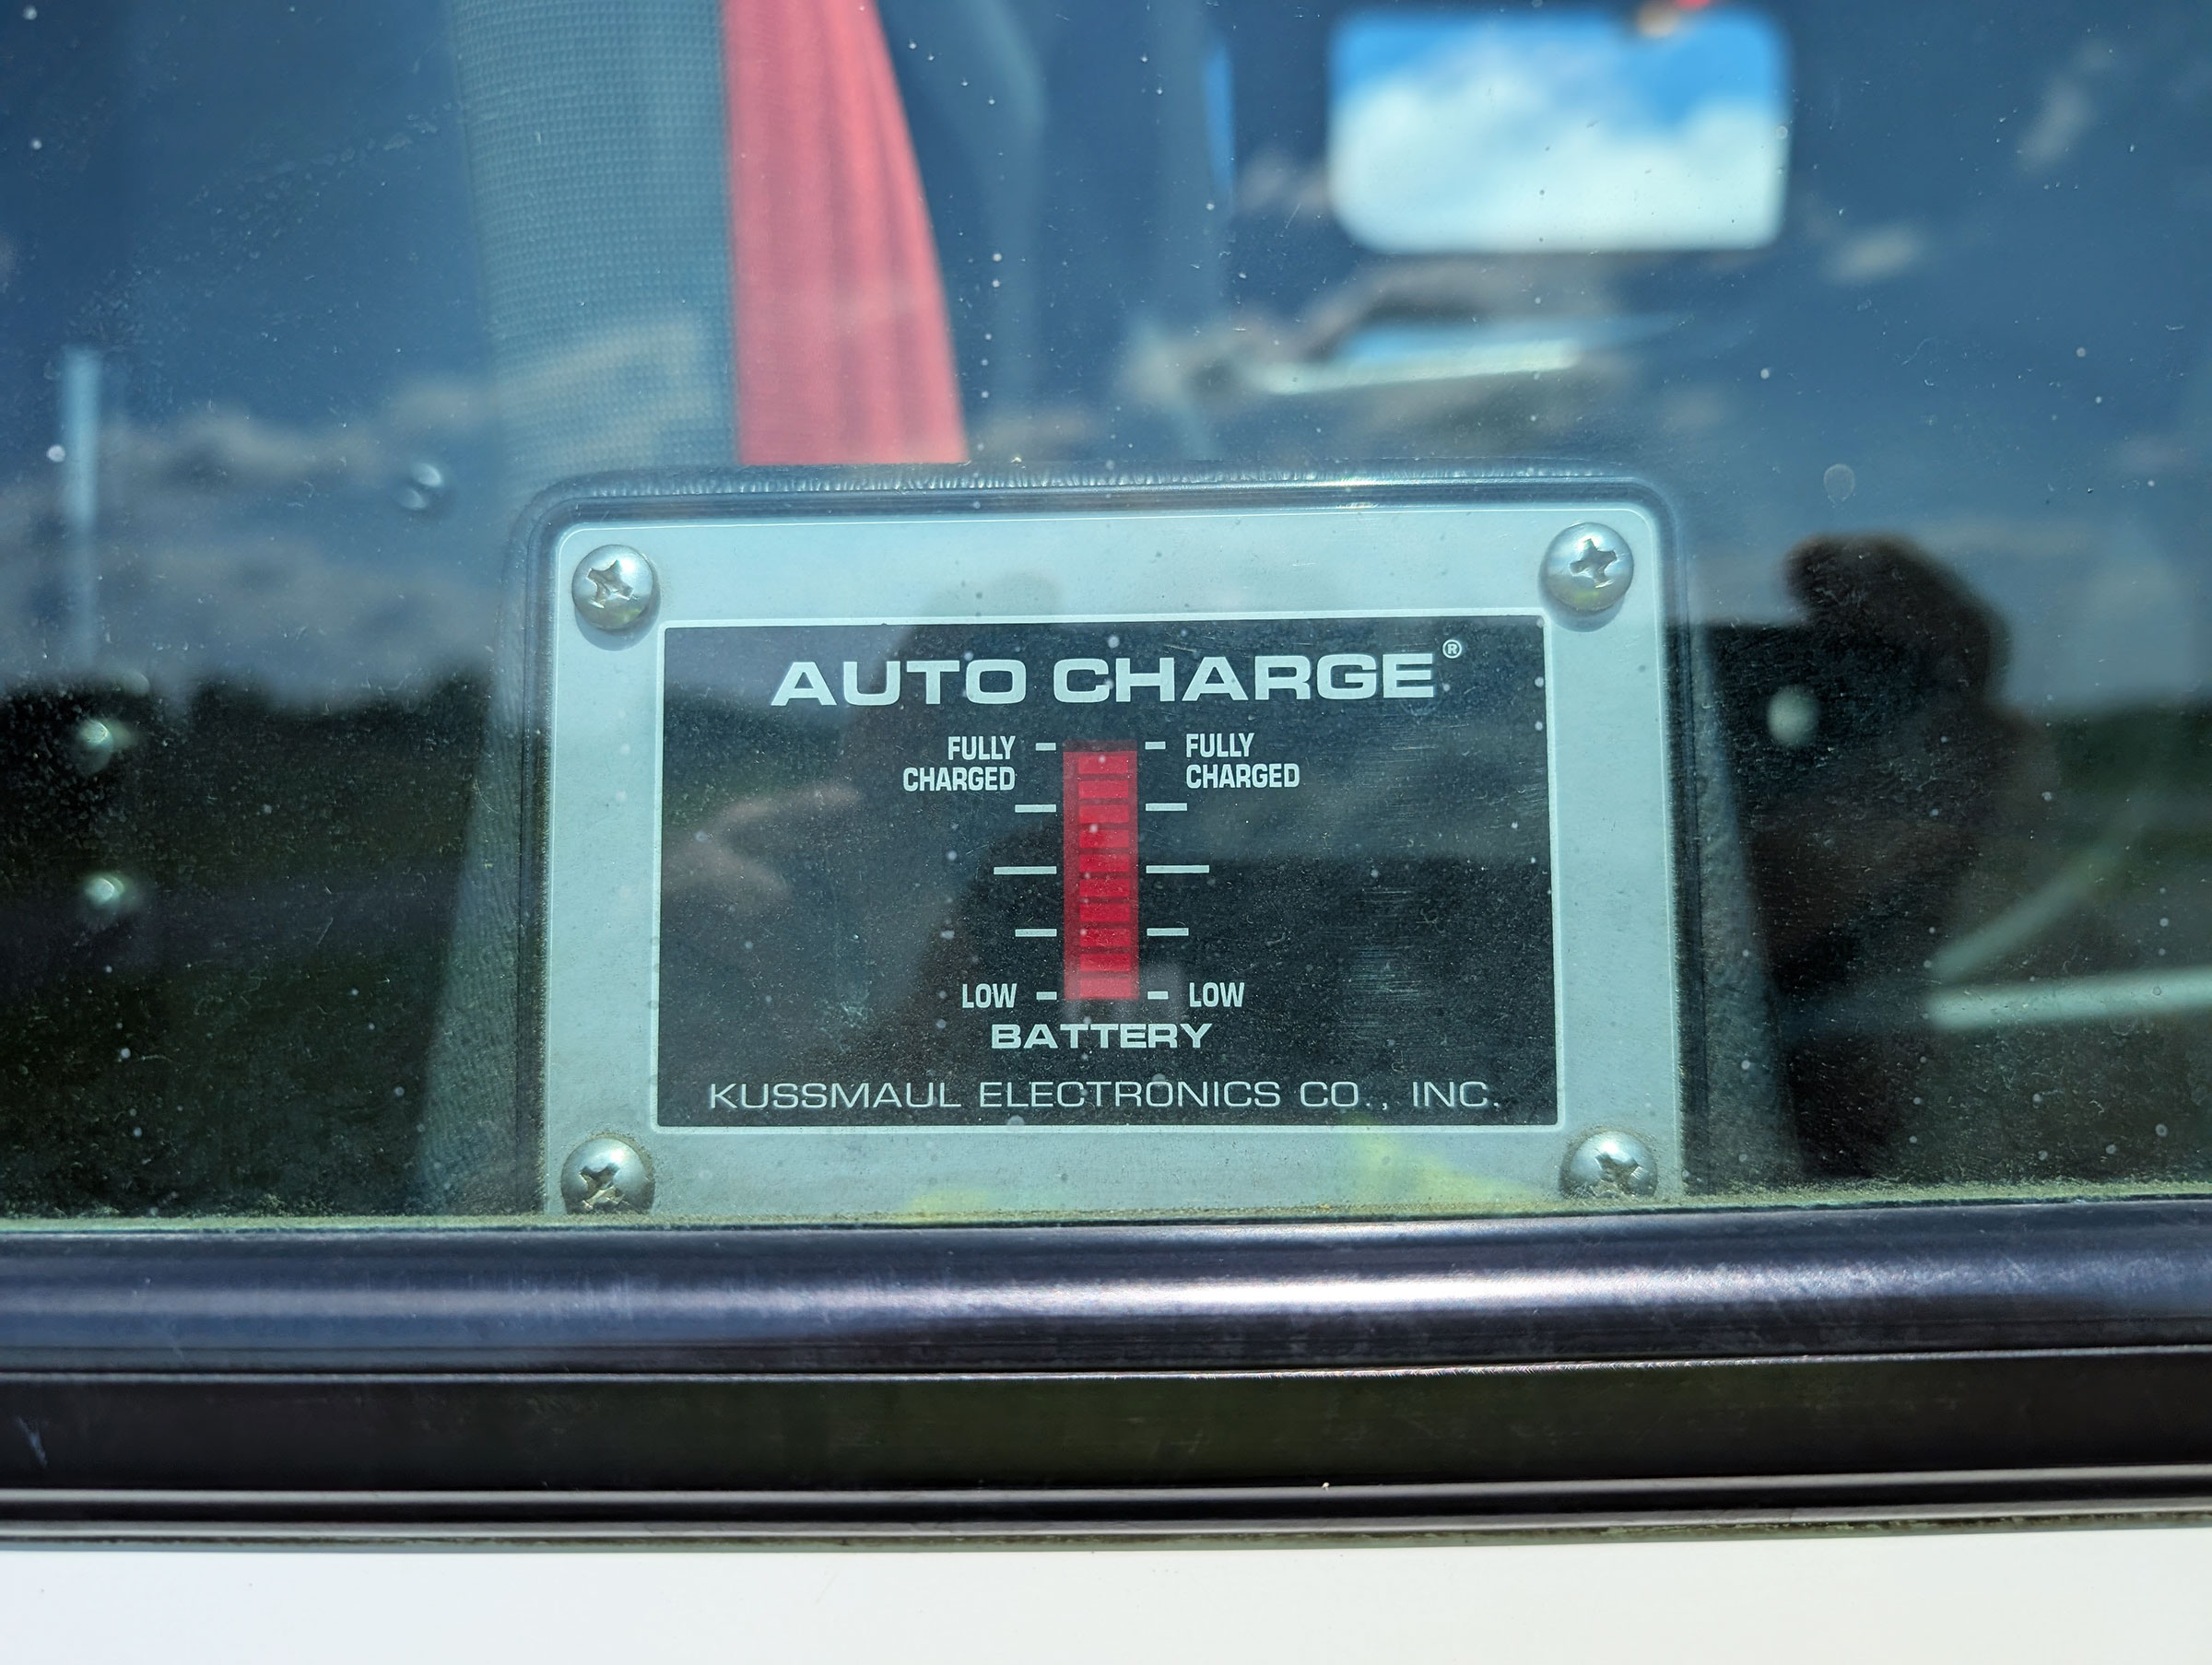 AUTO CHARGE®
FULLY CHARGED
FULLY CHARGED
LOW
LOW
BATTERY
KUSSMAUL ELECTRONICS CO., INC.